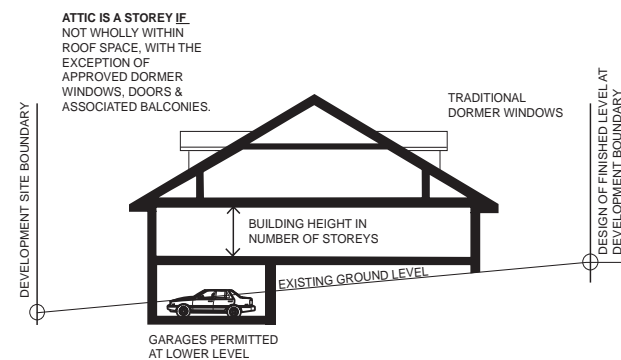 ATTIC IS A STOREY IF
NOT WHOLLY WITHIN
ROOF SPACE, WITH THE
EXCEPTION OF
APPROVED DORMER
WINDOWS, DOORS &
ASSOCIATED BALCONIES.
TRADITIONAL
DORMER WINDOWS
DEVELOPMENT SITE BOUNDARY
DESIGN OF FINISHED LEVEL AT
DEVELOPMENT BOUNDARY
BUILDING HEIGHT IN
NUMBER OF STOREYS
EXISTING GROUND LEVEL
GARAGES PERMITTED
AT LOWER LEVEL